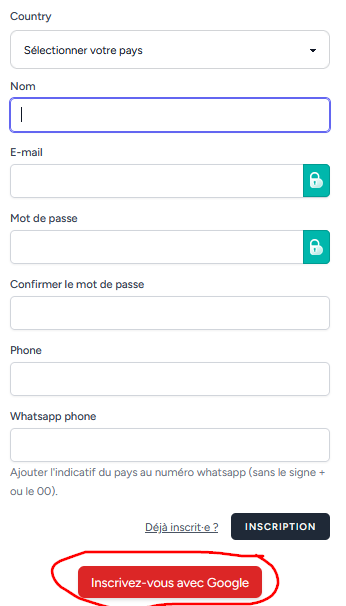 Country
Sélectionner votre pays
Nom
E-mail
Mot de passe
Confirmer le mot de passe
Phone
Whatsapp phone
Ajouter l'indicatif du pays au numéro whatsapp (sans le signe +
ou le 00).
Déjà inscrit·e ? INSCRIPTION
Inscrivez-vous avec Google